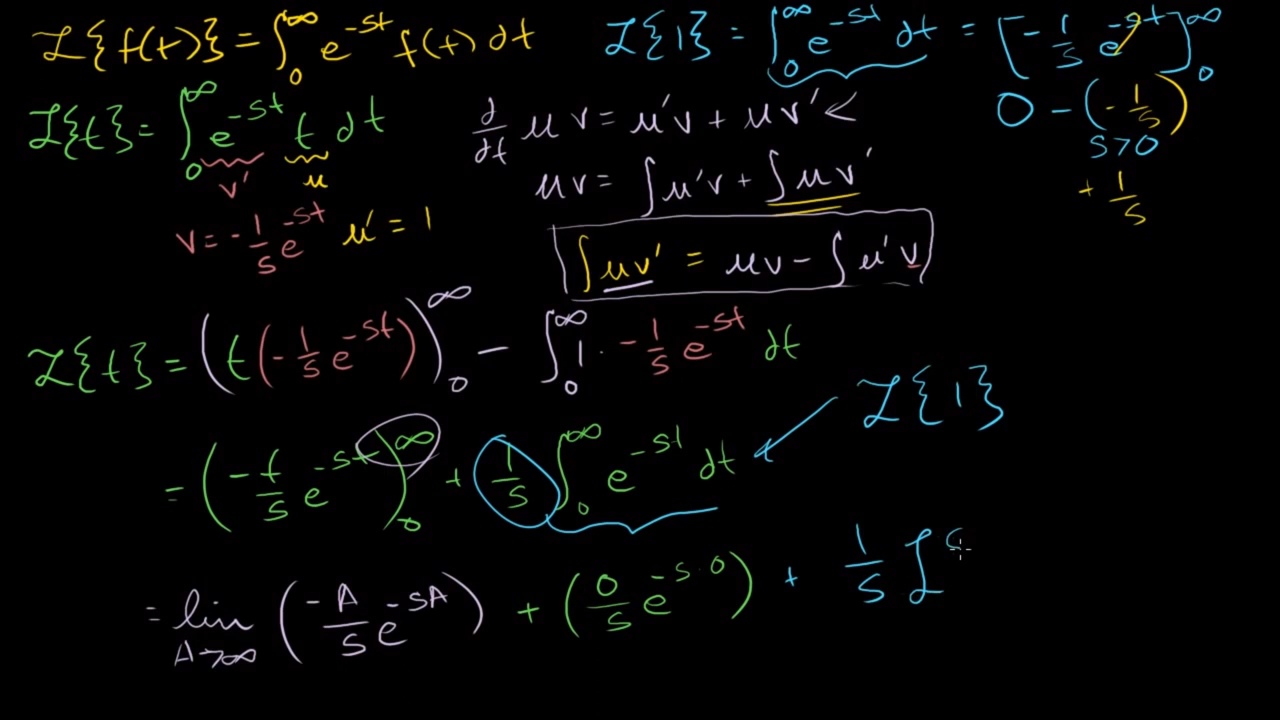 ℒ{f(t)} = ∫₀^∞ e^{-st} f(t) dt
ℒ{1} = ∫₀^∞ e^{-st} dt = [-1/s e^{-st}]₀^∞
0 - (-1/s)
s>0
+ 1/s
ℒ{t} = ∫₀^∞ e^{-st} t dt
v' u
v = -1/s e^{-st} u' = 1
d/dt uv = u'v + uv'
uv = ∫u'v + ∫uv'
∫uv' = uv - ∫u'v
ℒ{t} = (t(-1/s e^{-st}))₀^∞ - ∫₀^∞ 1 · -1/s e^{-st} dt
ℒ{1}
= (-t/s e^{-st})₀^∞ + 1/s ∫₀^∞ e^{-st} dt
= lim A→∞ (-A/s e^{-sA}) + (0/s e^{-s·0}) + 1/s ℒ